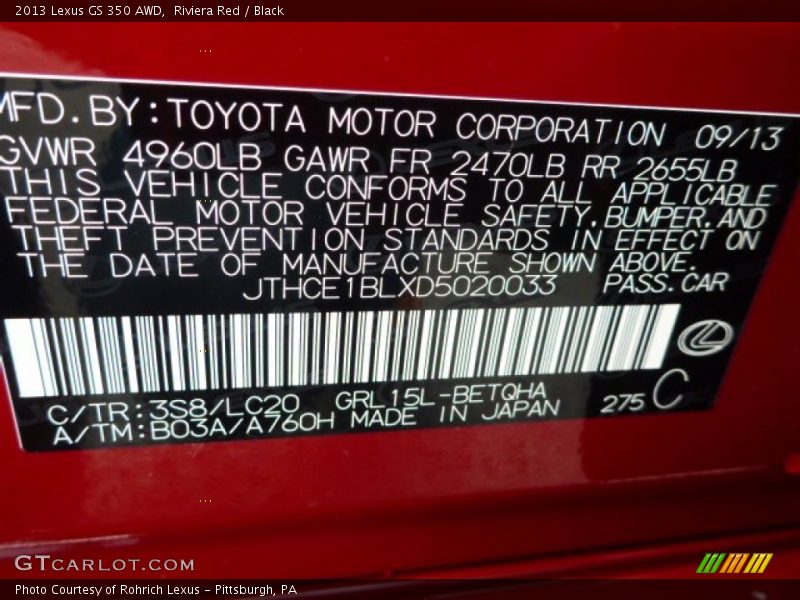 2013 Lexus GS 350 AWD, Riviera Red / Black
MFD. BY: TOYOTA MOTOR CORPORATION 09/13
GVWR 4960LB GAWR FR 2470LB RR 2655LB
THIS VEHICLE CONFORMS TO ALL APPLICABLE
FEDERAL MOTOR VEHICLE SAFETY, BUMPER, AND
THEFT PREVENTION STANDARDS IN EFFECT ON
THE DATE OF MANUFACTURE SHOWN ABOVE.
JTHCE1BLXD5020033 PASS. CAR
C/TR: 3S8/LC20 GRL15L-BETQHA 275 C
A/TM: B03A/A760H MADE IN JAPAN
GTCARLOT.COM
Photo Courtesy of Rohrich Lexus - Pittsburgh, PA